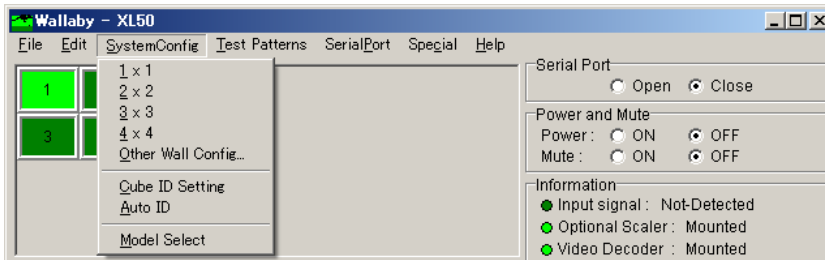 Wallaby - XL50
File Edit SystemConfig Test Patterns SerialPort Special Help
1 x 1
2 x 2
3 x 3
4 x 4
Other Wall Config...
Cube ID Setting
Auto ID
Model Select
1
3
Serial Port
Open Close
Power and Mute
Power : ON OFF
Mute : ON OFF
Information
Input signal : Not-Detected
Optional Scaler : Mounted
Video Decoder : Mounted